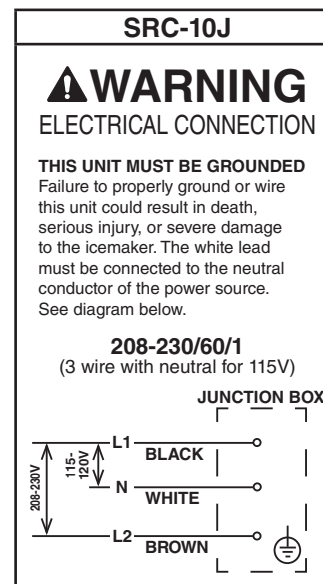 SRC-10J
WARNING
ELECTRICAL CONNECTION
THIS UNIT MUST BE GROUNDED
Failure to properly ground or wire
this unit could result in death,
serious injury, or severe damage
to the icemaker. The white lead
must be connected to the neutral
conductor of the power source.
See diagram below.
208-230/60/1
(3 wire with neutral for 115V)
JUNCTION BOX
L1
BLACK
115-
120V
208-230V
N
WHITE
L2
BROWN